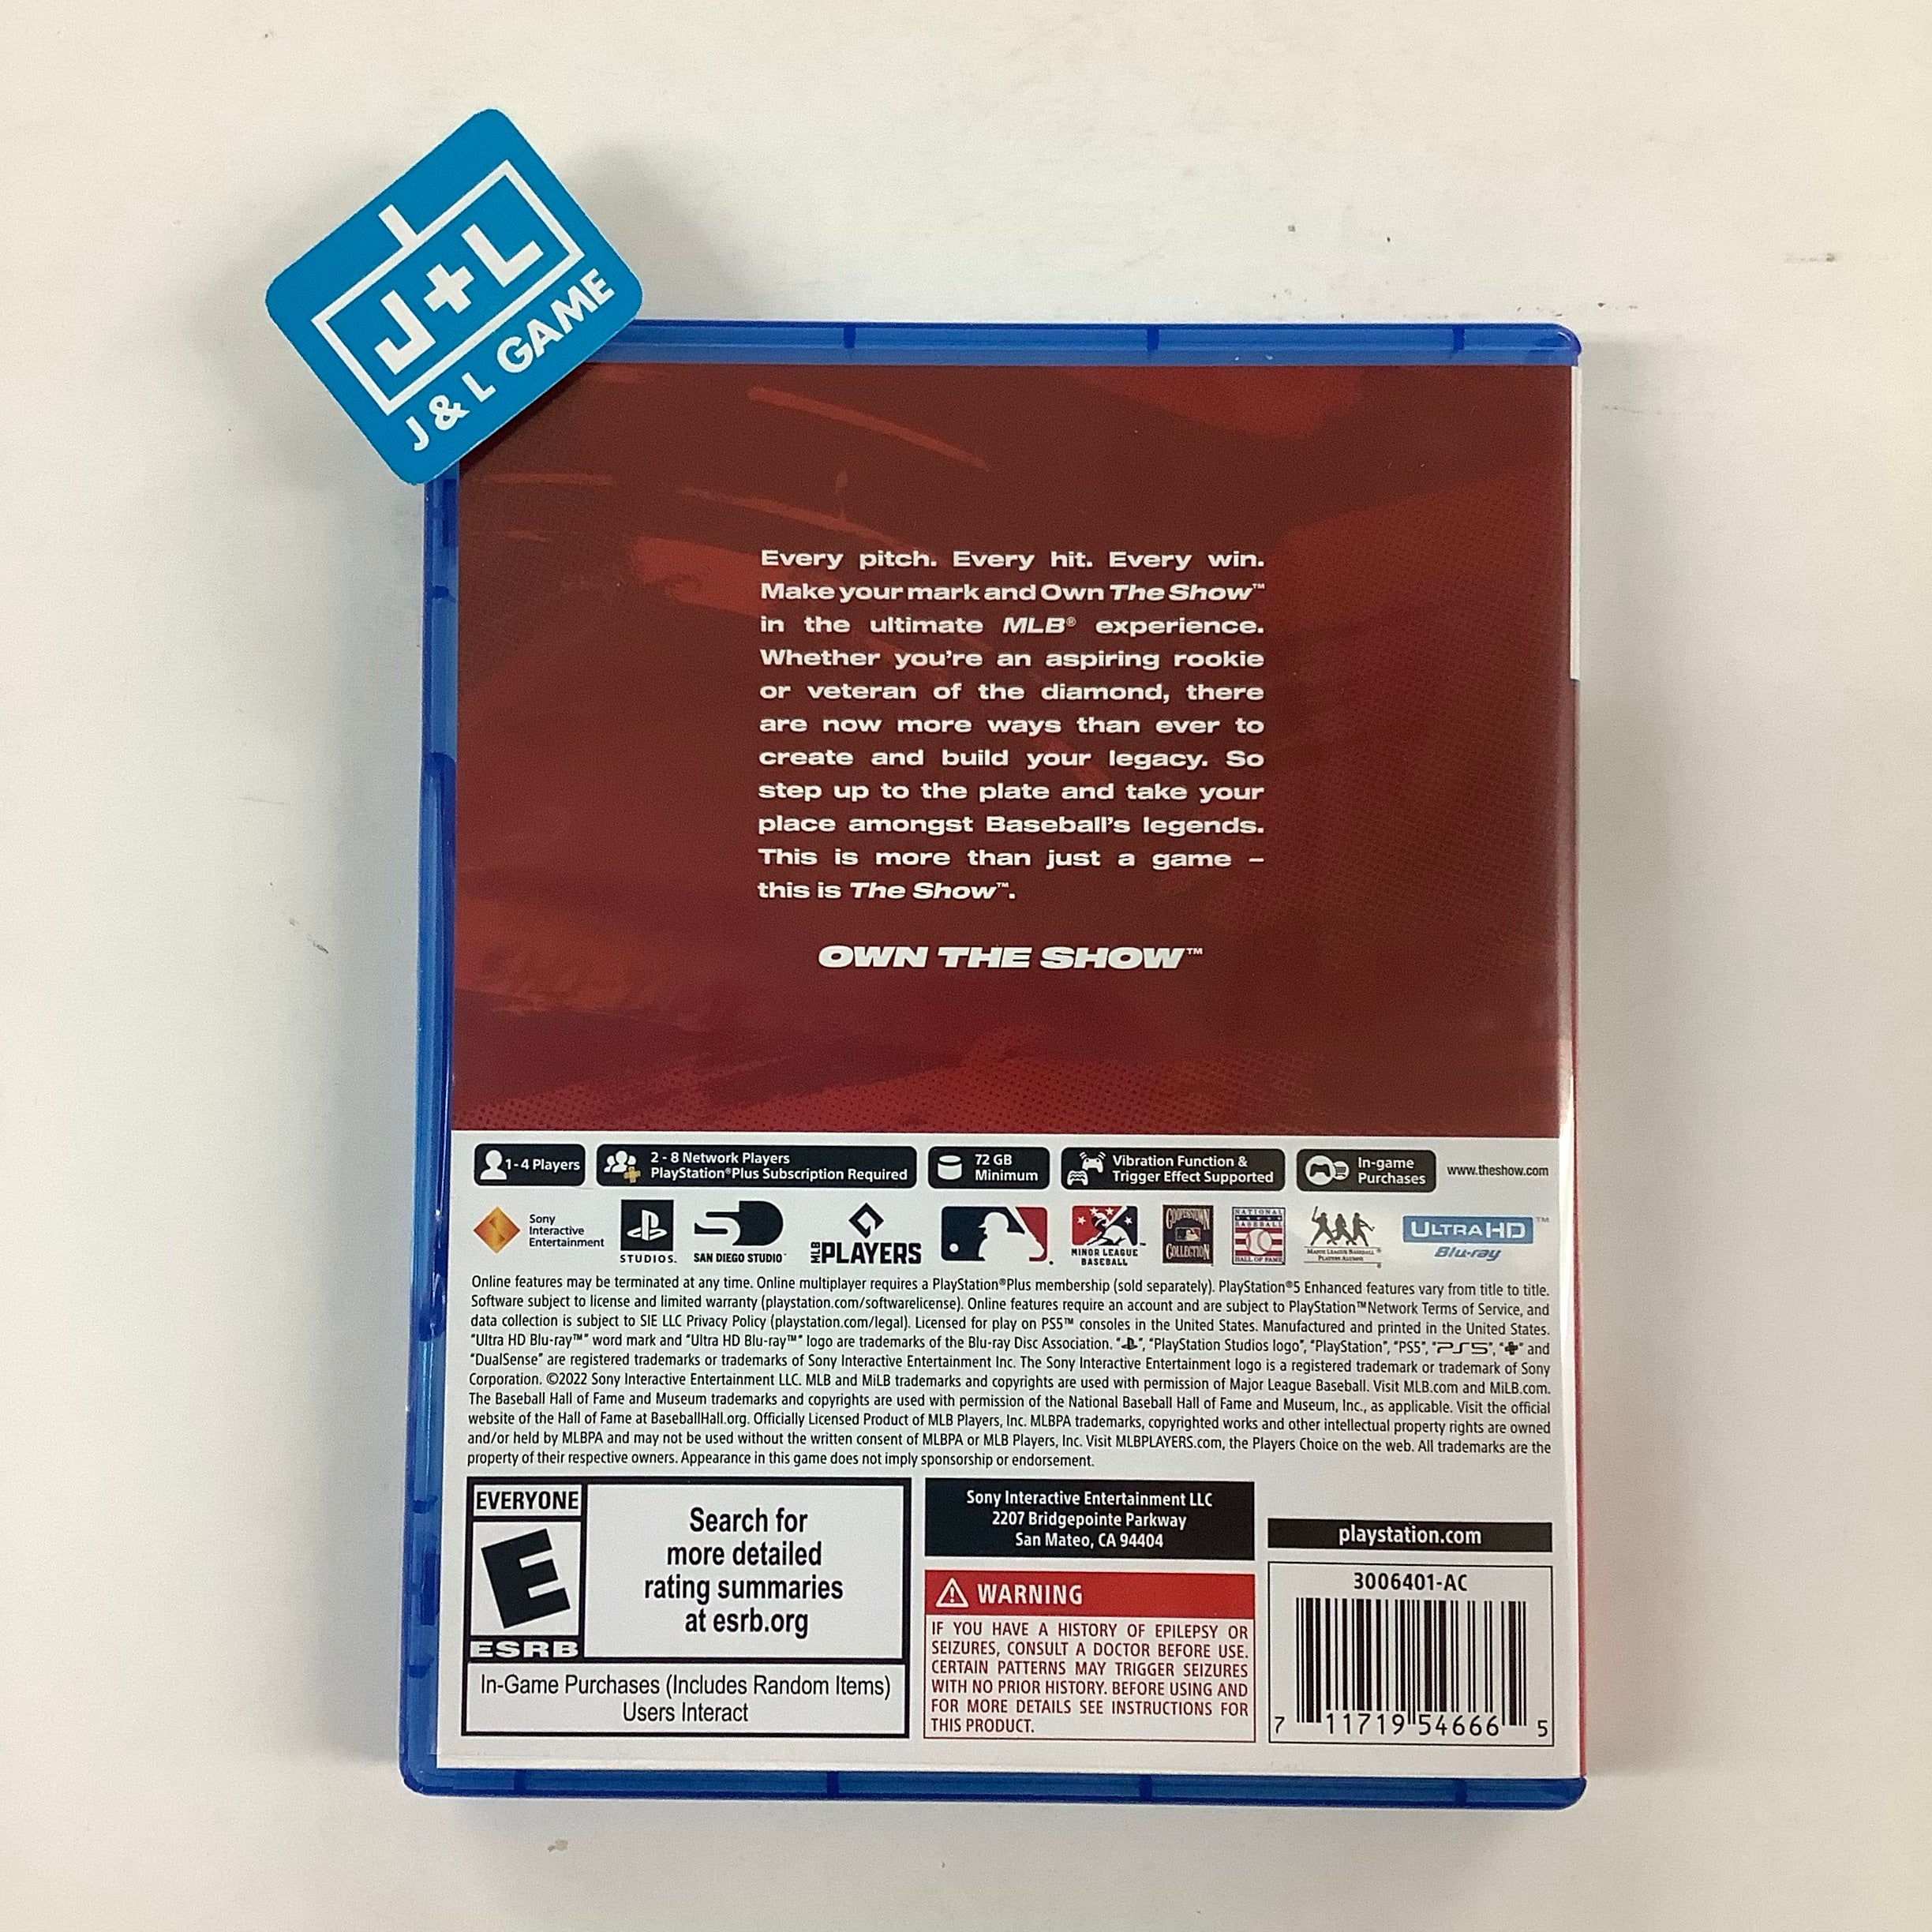 J+L
J & L GAME
Every pitch. Every hit. Every win.
Make your mark and Own The Show™
in the ultimate MLB® experience.
Whether you're an aspiring rookie
or veteran of the diamond, there
are now more ways than ever to
create and build your legacy. So
step up to the plate and take your
place amongst Baseball's legends.
This is more than just a game –
this is The Show™.
OWN THE SHOW™
1-4 Players
2 - 8 Network Players
PlayStation®Plus Subscription Required
72 GB
Minimum
Vibration Function &
Trigger Effect Supported
In-game
Purchases
www.theshow.com
Sony
Interactive
Entertainment
STUDIOS.
SAN DIEGO STUDIO™
MLB PLAYERS
MINOR LEAGUE
BASEBALL
COOPERSTOWN
COLLECTION
NATIONAL
BASEBALL
HALL OF FAME
MAJOR LEAGUE BASEBALL
PLAYERS ALUMNI
ULTRA HD™
Blu-ray
Online features may be terminated at any time. Online multiplayer requires a PlayStation®Plus membership (sold separately). PlayStation®5 Enhanced features vary from title to title.
Software subject to license and limited warranty (playstation.com/softwarelicense). Online features require an account and are subject to PlayStation™Network Terms of Service, and
data collection is subject to SIE LLC Privacy Policy (playstation.com/legal). Licensed for play on PS5™ consoles in the United States. Manufactured and printed in the United States.
"Ultra HD Blu-ray™" word mark and "Ultra HD Blu-ray™" logo are trademarks of the Blu-ray Disc Association. "", "PlayStation Studios logo", "PlayStation", "PS5", "PS5", "" and
"DualSense" are registered trademarks or trademarks of Sony Interactive Entertainment Inc. The Sony Interactive Entertainment logo is a registered trademark or trademark of Sony
Corporation. ©2022 Sony Interactive Entertainment LLC. MLB and MiLB trademarks and copyrights are used with permission of Major League Baseball. Visit MLB.com and MiLB.com.
The Baseball Hall of Fame and Museum trademarks and copyrights are used with permission of the National Baseball Hall of Fame and Museum, Inc., as applicable. Visit the official
website of the Hall of Fame at BaseballHall.org. Officially Licensed Product of MLB Players, Inc. MLBPA trademarks, copyrighted works and other intellectual property rights are owned
and/or held by MLBPA and may not be used without the written consent of MLBPA or MLB Players, Inc. Visit MLBPLAYERS.com, the Players Choice on the web. All trademarks are the
property of their respective owners. Appearance in this game does not imply sponsorship or endorsement.
EVERYONE
E
ESRB
Search for
more detailed
rating summaries
at esrb.org
In-Game Purchases (Includes Random Items)
Users Interact
Sony Interactive Entertainment LLC
2207 Bridgepointe Parkway
San Mateo, CA 94404
WARNING
IF YOU HAVE A HISTORY OF EPILEPSY OR
SEIZURES, CONSULT A DOCTOR BEFORE USE.
CERTAIN PATTERNS MAY TRIGGER SEIZURES
WITH NO PRIOR HISTORY. BEFORE USING AND
FOR MORE DETAILS SEE INSTRUCTIONS FOR
THIS PRODUCT.
playstation.com
3006401-AC
7 11719 54666 5